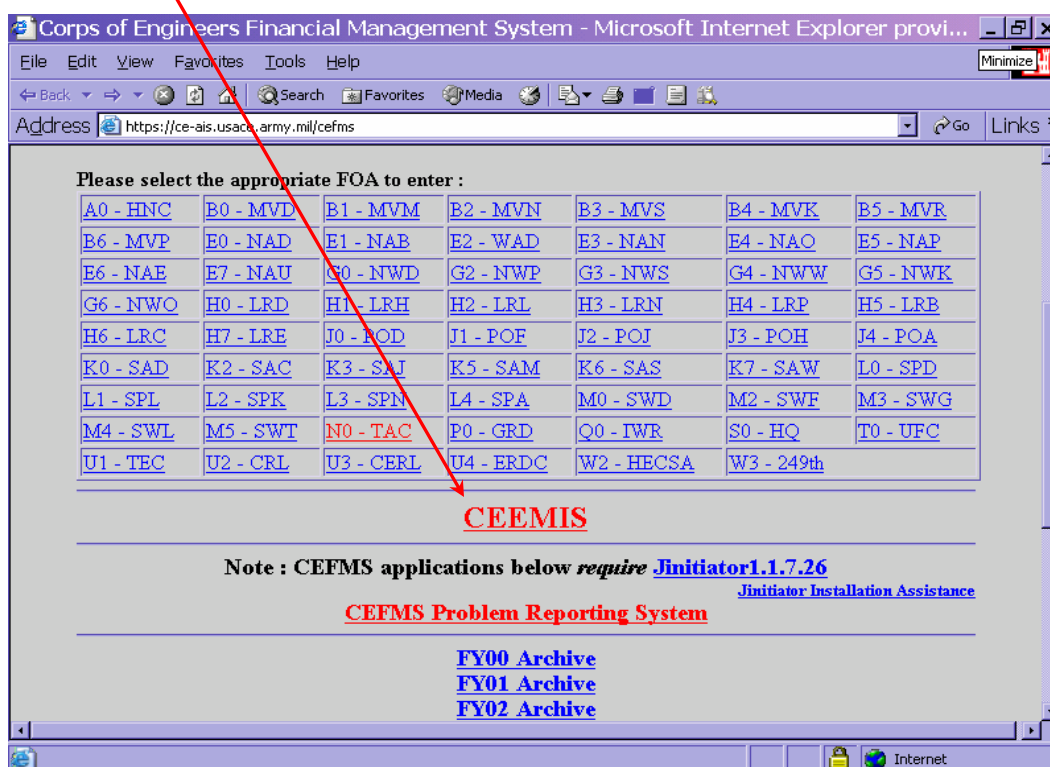 Corps of Engineers Financial Management System - Microsoft Internet Explorer provi...
File Edit View Favorites Tools Help
Minimize
Back Search Favorites Media
Address https://ce-ais.usace.army.mil/cefms Go Links
Please select the appropriate FOA to enter :
A0 - HNC B0 - MVD B1 - MVM B2 - MVN B3 - MVS B4 - MVK B5 - MVR
B6 - MVP E0 - NAD E1 - NAB E2 - WAD E3 - NAN E4 - NAO E5 - NAP
E6 - NAE E7 - NAU G0 - NWD G2 - NWP G3 - NWS G4 - NWW G5 - NWK
G6 - NWO H0 - LRD H1 - LRH H2 - LRL H3 - LRN H4 - LRP H5 - LRB
H6 - LRC H7 - LRE J0 - POD J1 - POF J2 - POJ J3 - POH J4 - POA
K0 - SAD K2 - SAC K3 - SAJ K5 - SAM K6 - SAS K7 - SAW L0 - SPD
L1 - SPL L2 - SPK L3 - SPN L4 - SPA M0 - SWD M2 - SWF M3 - SWG
M4 - SWL M5 - SWT N0 - TAC P0 - GRD Q0 - IWR S0 - HQ T0 - UFC
U1 - TEC U2 - CRL U3 - CERL U4 - ERDC W2 - HECSA W3 - 249th
CEEMIS
Note : CEFMS applications below require Jinitiator1.1.7.26
Jinitiator Installation Assistance
CEFMS Problem Reporting System
FY00 Archive
FY01 Archive
FY02 Archive
Internet